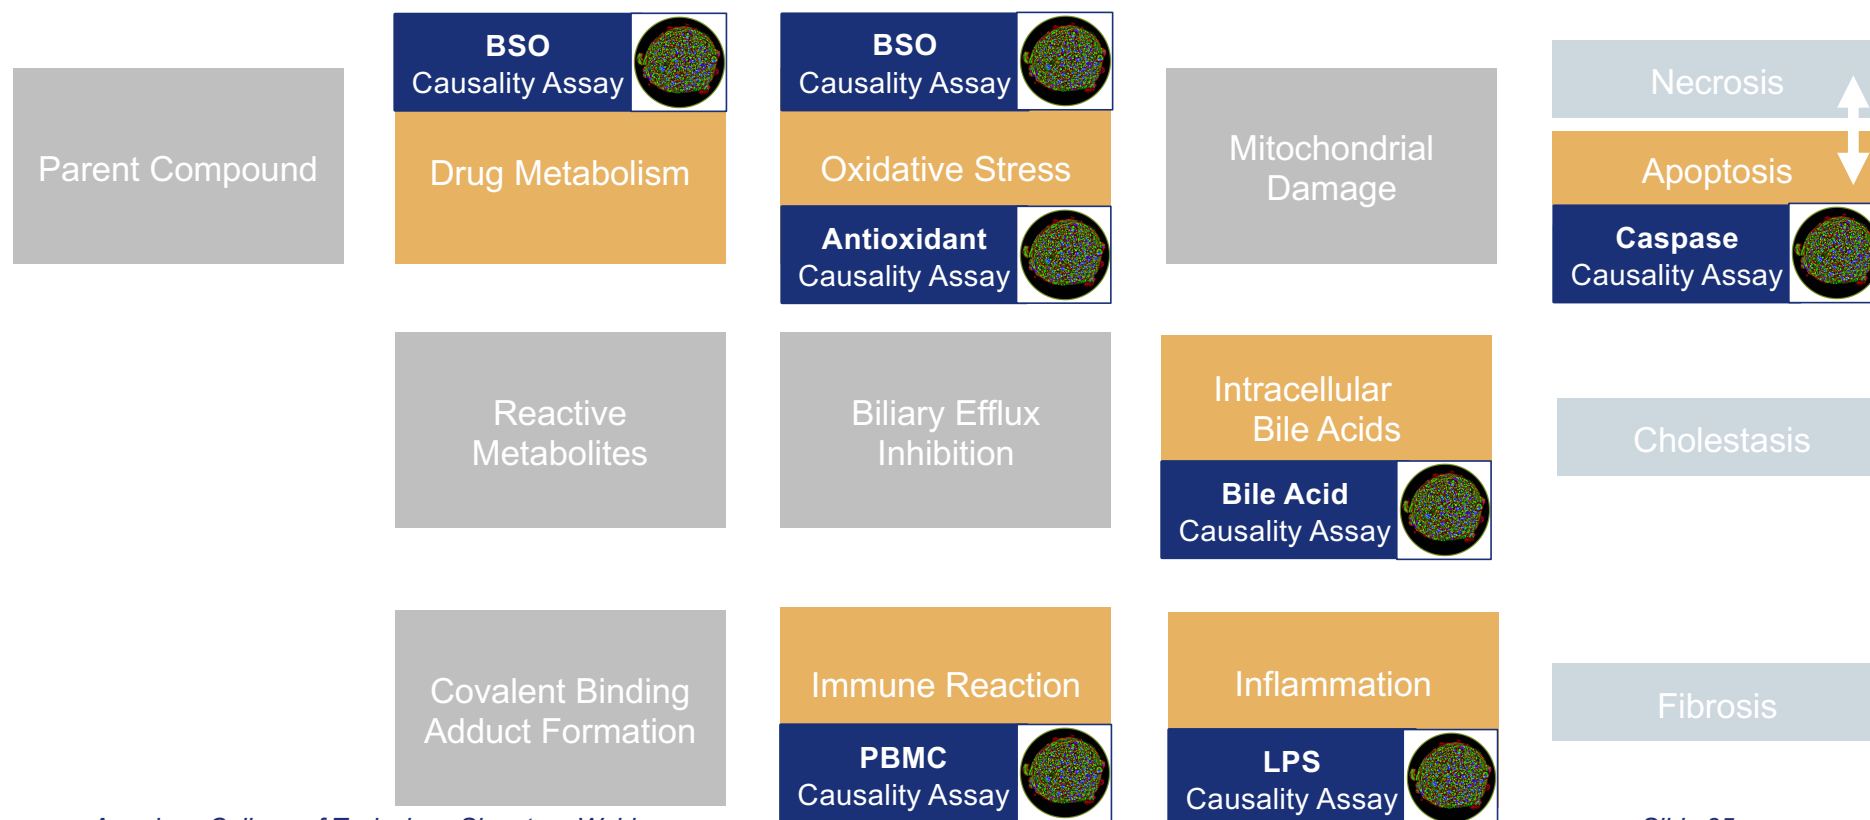 BSO
Causality Assay
BSO
Causality Assay
Parent Compound
Drug Metabolism
Oxidative Stress
Antioxidant
Causality Assay
Mitochondrial
Damage
Necrosis
Apoptosis
Caspase
Causality Assay
Reactive
Metabolites
Biliary Efflux
Inhibition
Intracellular
Bile Acids
Bile Acid
Causality Assay
Cholestasis
Covalent Binding
Adduct Formation
Immune Reaction
PBMC
Causality Assay
Inflammation
LPS
Causality Assay
Fibrosis